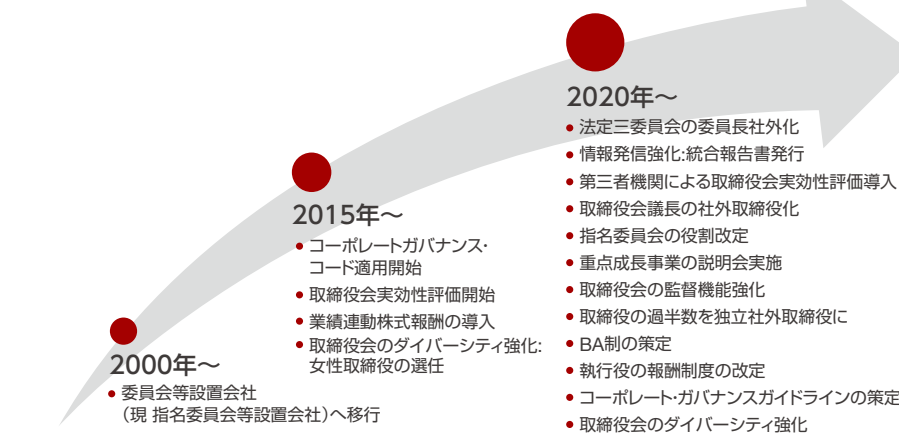 2000年～
委員会等設置会社
（現 指名委員会等設置会社）へ移行
2015年～
コーポレートガバナンス・
コード適用開始
取締役会実効性評価開始
業績連動株式報酬の導入
取締役会のダイバーシティ強化:
女性取締役の選任
2020年～
法定三委員会の委員長社外化
情報発信強化:統合報告書発行
第三者機関による取締役会実効性評価導入
取締役会議長の社外取締役化
指名委員会の役割改定
重点成長事業の説明会実施
取締役会の監督機能強化
取締役の過半数を独立社外取締役に
BA制の策定
執行役の報酬制度の改定
コーポレート・ガバナンスガイドラインの策定
取締役会のダイバーシティ強化